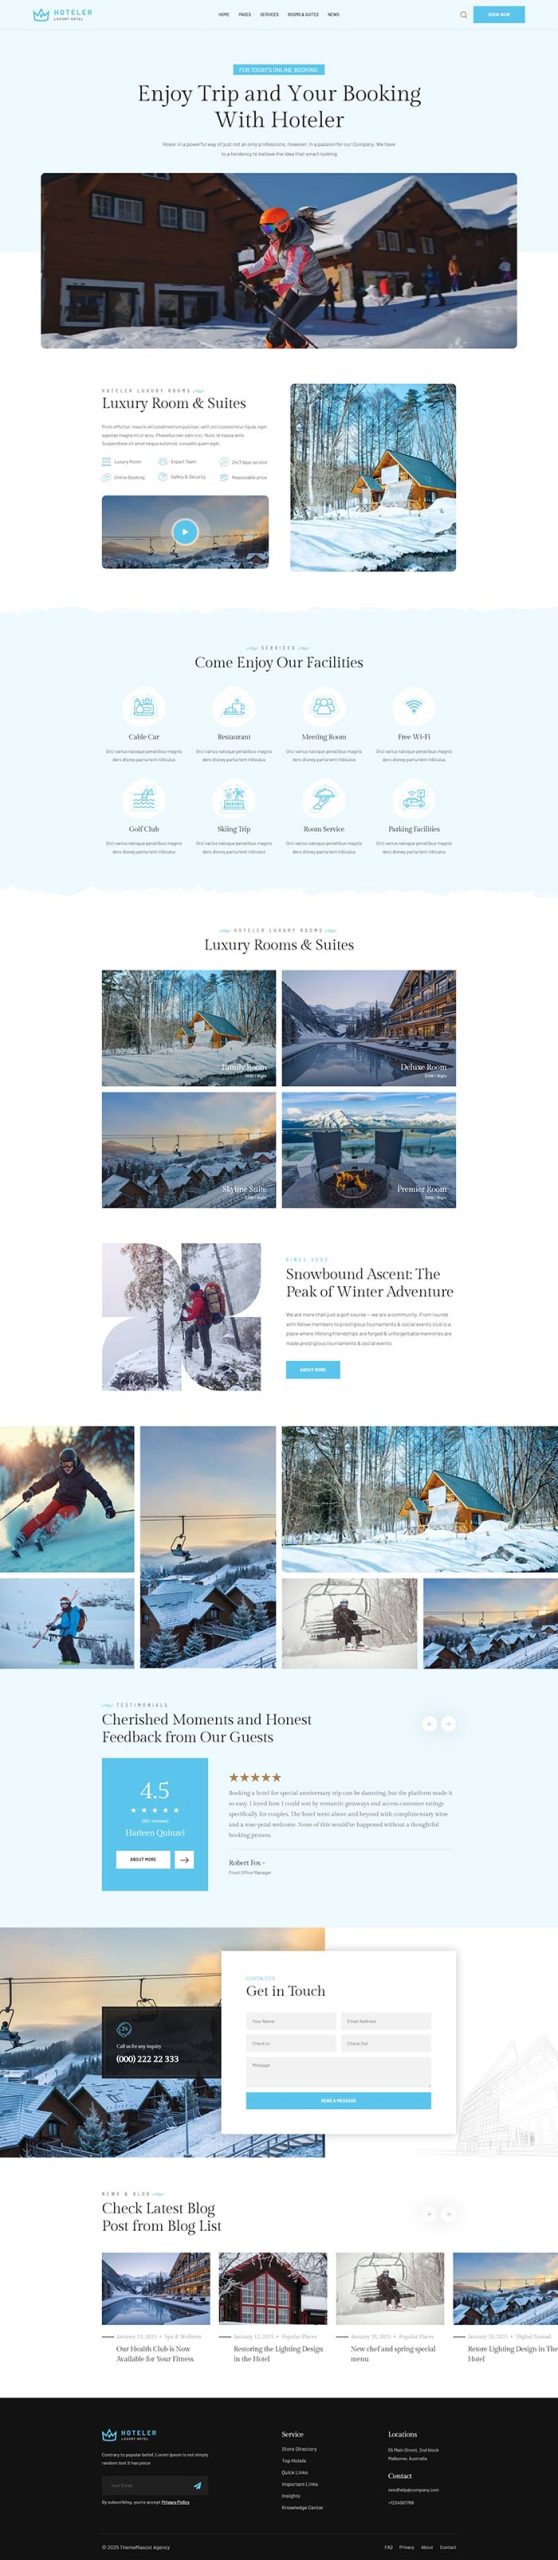 HOTELER
LUXURY HOTEL
HOME PAGES SERVICES ROOMS & SUITES NEWS
BOOK NOW
FOR TODAY'S ONLINE BOOKING
Enjoy Trip and Your Booking
With Hoteler
Hoexr in a powerful way of just not an only professions, however, in a passion for our Company. We have
to a tendency to believe the idea that smart looking
HOTELER LUXURY ROOMS
Luxury Room & Suites
Proin efficitur, mauris vel condimentum pulvinar, velit orci consectetur ligula, eget
egestas magna mi ut arcu. Phasellus nec odio orci. Nunc id massa ante.
Suspendisse sit amet neque euismod, convallis quam eget,
Luxury Room
Expert Team
24/7 days service
Online Booking
Safety & Security
Reasonable price
SERVICES
Come Enjoy Our Facilities
Cable Car
Restaurant
Meeting Room
Free Wi-Fi
Orci varius natoque penatibus magnis
ders disney parturient ridiculus
Orci varius natoque penatibus magnis
ders disney parturient ridiculus
Orci varius natoque penatibus magnis
ders disney parturient ridiculus
Orci varius natoque penatibus magnis
ders disney parturient ridiculus
Golf Club
Skiing Trip
Room Service
Parking Facilities
Orci varius natoque penatibus magnis
ders disney parturient ridiculus
Orci varius natoque penatibus magnis
ders disney parturient ridiculus
Orci varius natoque penatibus magnis
ders disney parturient ridiculus
Orci varius natoque penatibus magnis
ders disney parturient ridiculus
HOTELER LUXURY ROOMS
Luxury Rooms & Suites
Family Room
Deluxe Room
Skyline Suite
Premier Room
Snowbound Ascent: The
Peak of Winter Adventure
We are more than just a golf course — we are a community. From rounds
with fellow members to prestigious tournaments & social events club is a
place where lifelong friendships are forged & unforgettable memories are
made.prestigious tournaments & social events
ABOUT MORE
TESTIMONIALS
Cherished Moments and Honest
Feedback from Our Guests
4.5
Harleen Quinzel
ABOUT MORE
Booking a hotel for special anniversary trip can be daunting, but the platform made it
so easy. I loved how I could sort by romantic getaways and access customer ratings
specifically for couples. The hotel went above and beyond with complimentary wine
and a rose-petal welcome. None of this would've happened without a thoughtful
booking process.
Robert Fox -
Front Office Manager
24
Call us for any inquiry
(000) 222 22 333
CONTACT US
Get in Touch
Your Name
Email Address
Check In
Check Out
Message
SEND A MESSAGE
NEWS & BLOG
Check Latest Blog
Post from Blog List
January 12, 2025 • Spa & Wellness
Our Health Club is Now
Available for Your Fitness
January 12, 2025 • Popular Places
Restoring the Lighting Design
in the Hotel
January 26, 2025 • Popular Places
New chef and spring special
menu
January 26, 2025 • Digital Nomad
Retore Lighting Design in The
Hotel
HOTELER
LUXURY HOTEL
Contrary to popular belief, Lorem Ipsum is not simply
random text It has piece
Your Email
By subscribing, you're accept Privacy Policy
Service
Store Directory
Top Hotels
Quick Links
Important Links
Insights
Knowledge Center
Locations
55 Main Street, 2nd block
Melborne, Australia
Contact
needhelp@company.com
+1234567789
© 2025 ThemeMascot Agency
FAQ Privacy About Contact